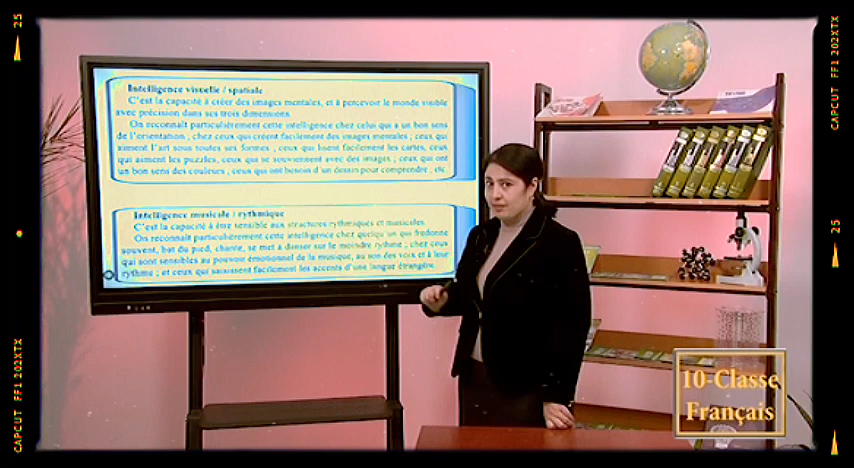 25
CAPCUT FF1 202XTX
CAPCUT FF1 202XTX
25
Intelligence visuelle / spatiale
C'est la capacité à créer des images mentales, et à percevoir le monde visible
avec précision dans ses trois dimensions.
On reconnaît particulièrement cette intelligence chez celui qui a un bon sens
de l'orientation ; chez ceux qui créent facilement des images mentales ; ceux qui
aiment l'art sous toutes ses formes ; ceux qui lisent facilement les cartes, ceux
qui aiment les puzzles, ceux qui se souviennent avec des images ; ceux qui ont
un bon sens des couleurs ; ceux qui ont besoin d'un dessin pour comprendre ; etc.
Intelligence musicale / rythmique
C'est la capacité à être sensible aux structures rythmiques et musicales.
On reconnaît particulièrement cette intelligence chez quelqu'un qui fredonne
souvent, bat du pied, chante, se met à danser sur le moindre rythme ; chez ceux
qui sont sensibles au pouvoir émotionnel de la musique, au son des voix et à leur
rythme ; et ceux qui saisissent facilement les accents d'une langue étrangère.
10-Classe
Français